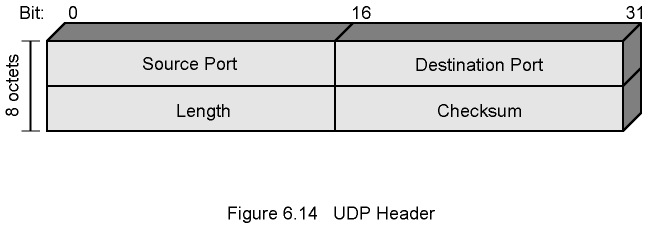 Bit: 0 16 31
8 octets
Source Port Destination Port
Length Checksum
Figure 6.14 UDP Header